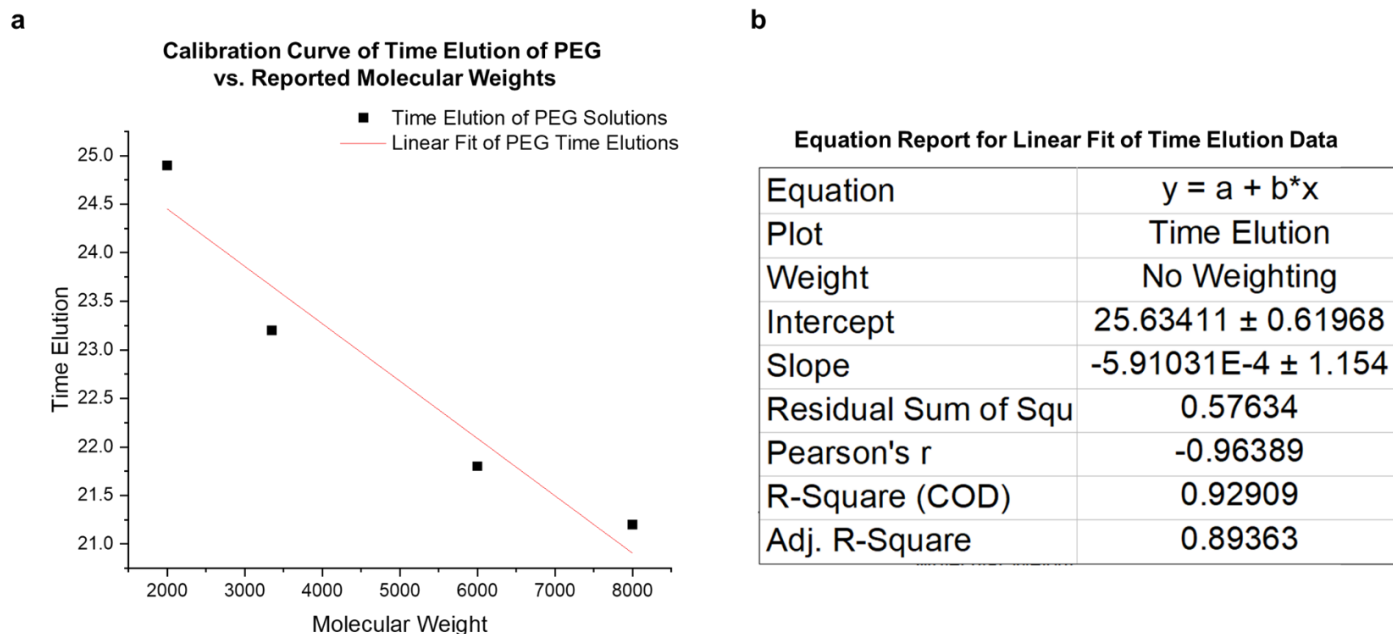 a
Calibration Curve of Time Elution of PEG
vs. Reported Molecular Weights
Time Elution of PEG Solutions
Linear Fit of PEG Time Elutions
Time Elution
25.0
24.5
24.0
23.5
23.0
22.5
22.0
21.5
21.0
2000 3000 4000 5000 6000 7000 8000
Molecular Weight
b
Equation Report for Linear Fit of Time Elution Data
Equation y = a + b*x
Plot Time Elution
Weight No Weighting
Intercept 25.63411 ± 0.61968
Slope -5.91031E-4 ± 1.154
Residual Sum of Squ 0.57634
Pearson's r -0.96389
R-Square (COD) 0.92909
Adj. R-Square 0.89363